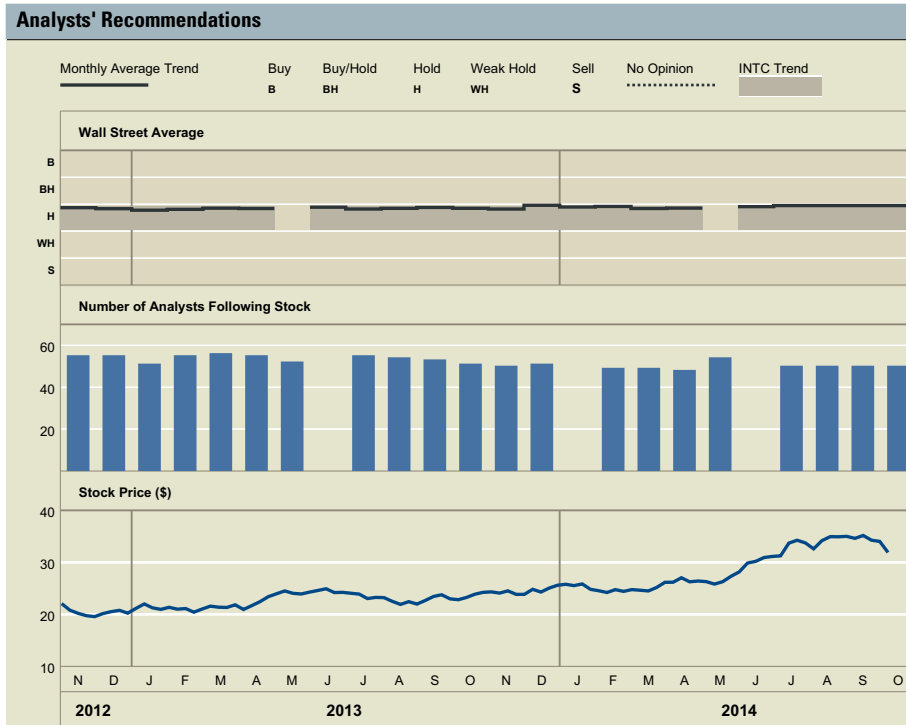 Analysts' Recommendations
Monthly Average Trend Buy Buy/Hold Hold Weak Hold Sell No Opinion INTC Trend
B BH H WH S
Wall Street Average
B
BH
H
WH
S
Number of Analysts Following Stock
60
40
20
Stock Price ($)
40
30
20
10
N D J F M A M J J A S O N D J F M A M J J A S O
2012 2013 2014